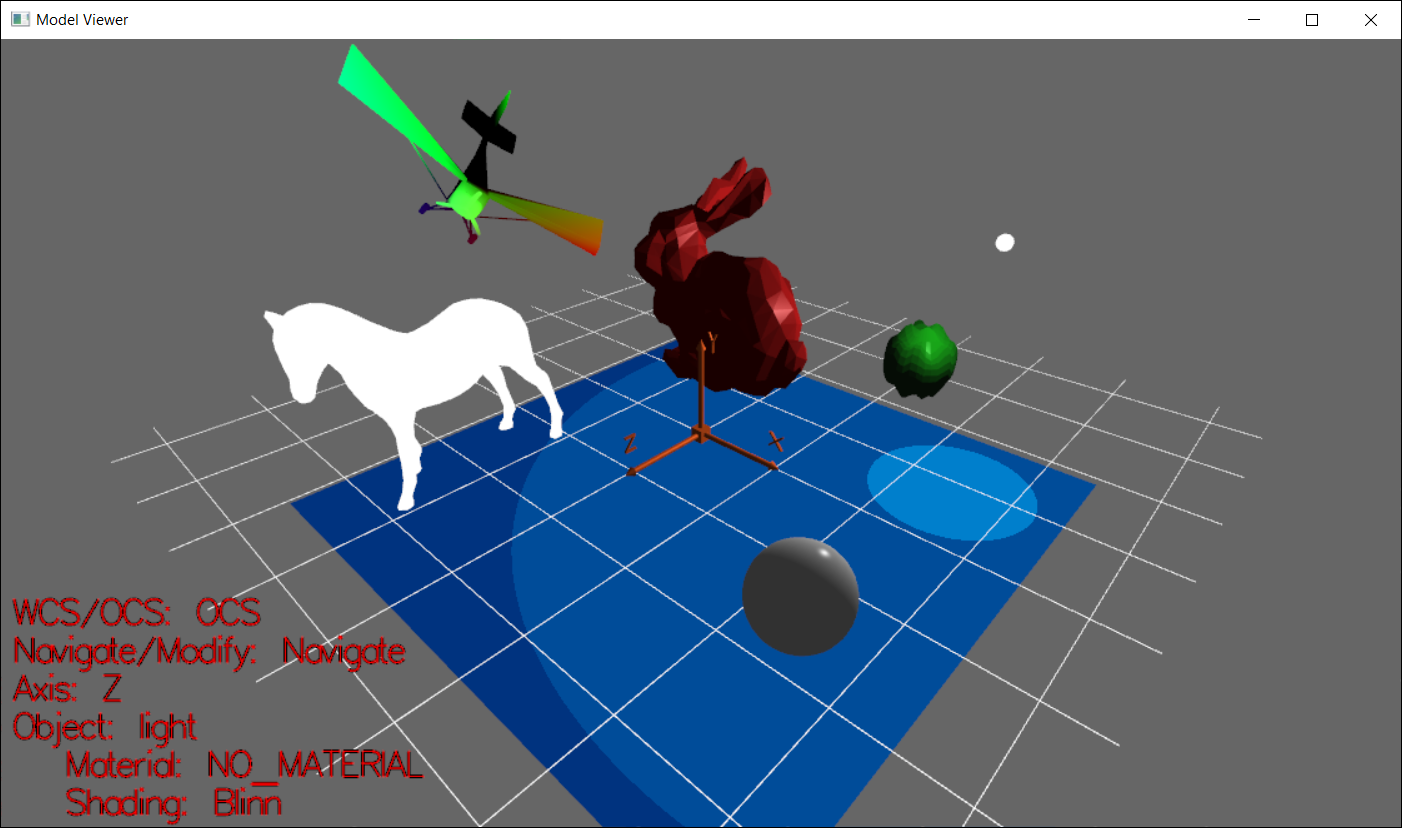 Model Viewer
Y
Z
X
WCS/OCS: OCS
Navigate/Modify: Navigate
Axis: Z
Object: light
Material: NO_MATERIAL
Shading: Blinn